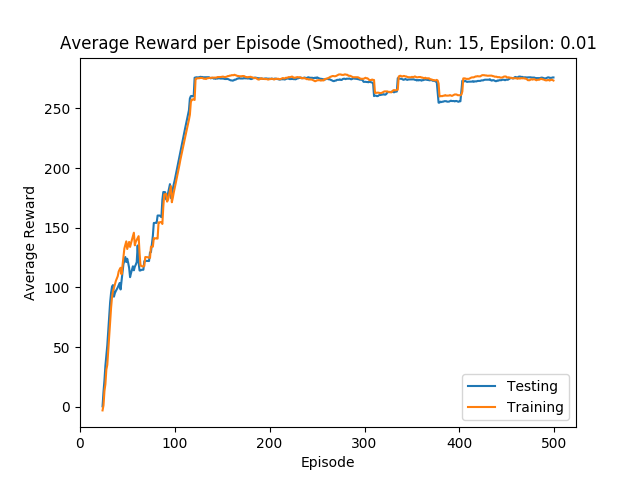 Average Reward per Episode (Smoothed), Run: 15, Epsilon: 0.01
Average Reward
250
200
150
100
50
0
0 100 200 300 400 500
Episode
Testing
Training